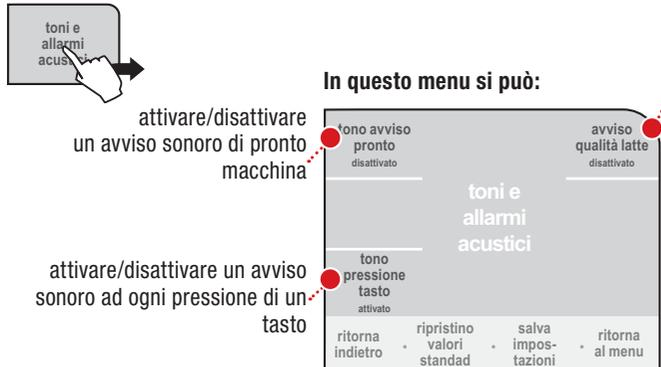 toni e
allarmi
acustici
In questo menu si può:
attivare/disattivare
un avviso sonoro di pronto
macchina
tono avviso
pronto
disattivato
avviso
qualità latte
disattivato
toni e
allarmi
acustici
attivare/disattivare un avviso
sonoro ad ogni pressione di un
tasto
tono
pressione
tasto
attivato
ritorna
indietro
ripristino
valori
standad
salva
impos-
tazioni
ritorna
al menu